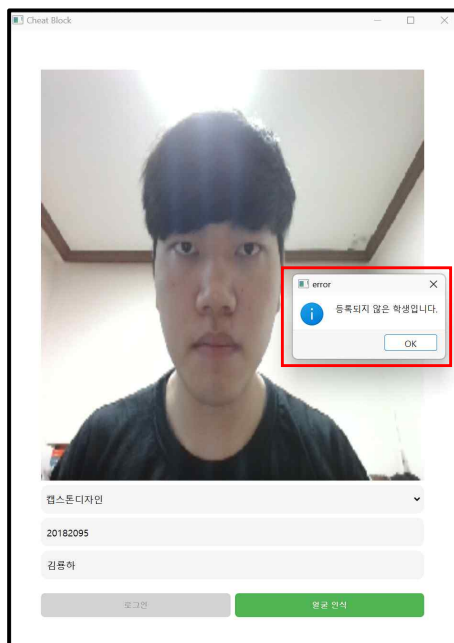 Cheat Block
error
등록되지 않은 학생입니다.
OK
캡스톤디자인
20182095
김룡하
로그인
얼굴 인식